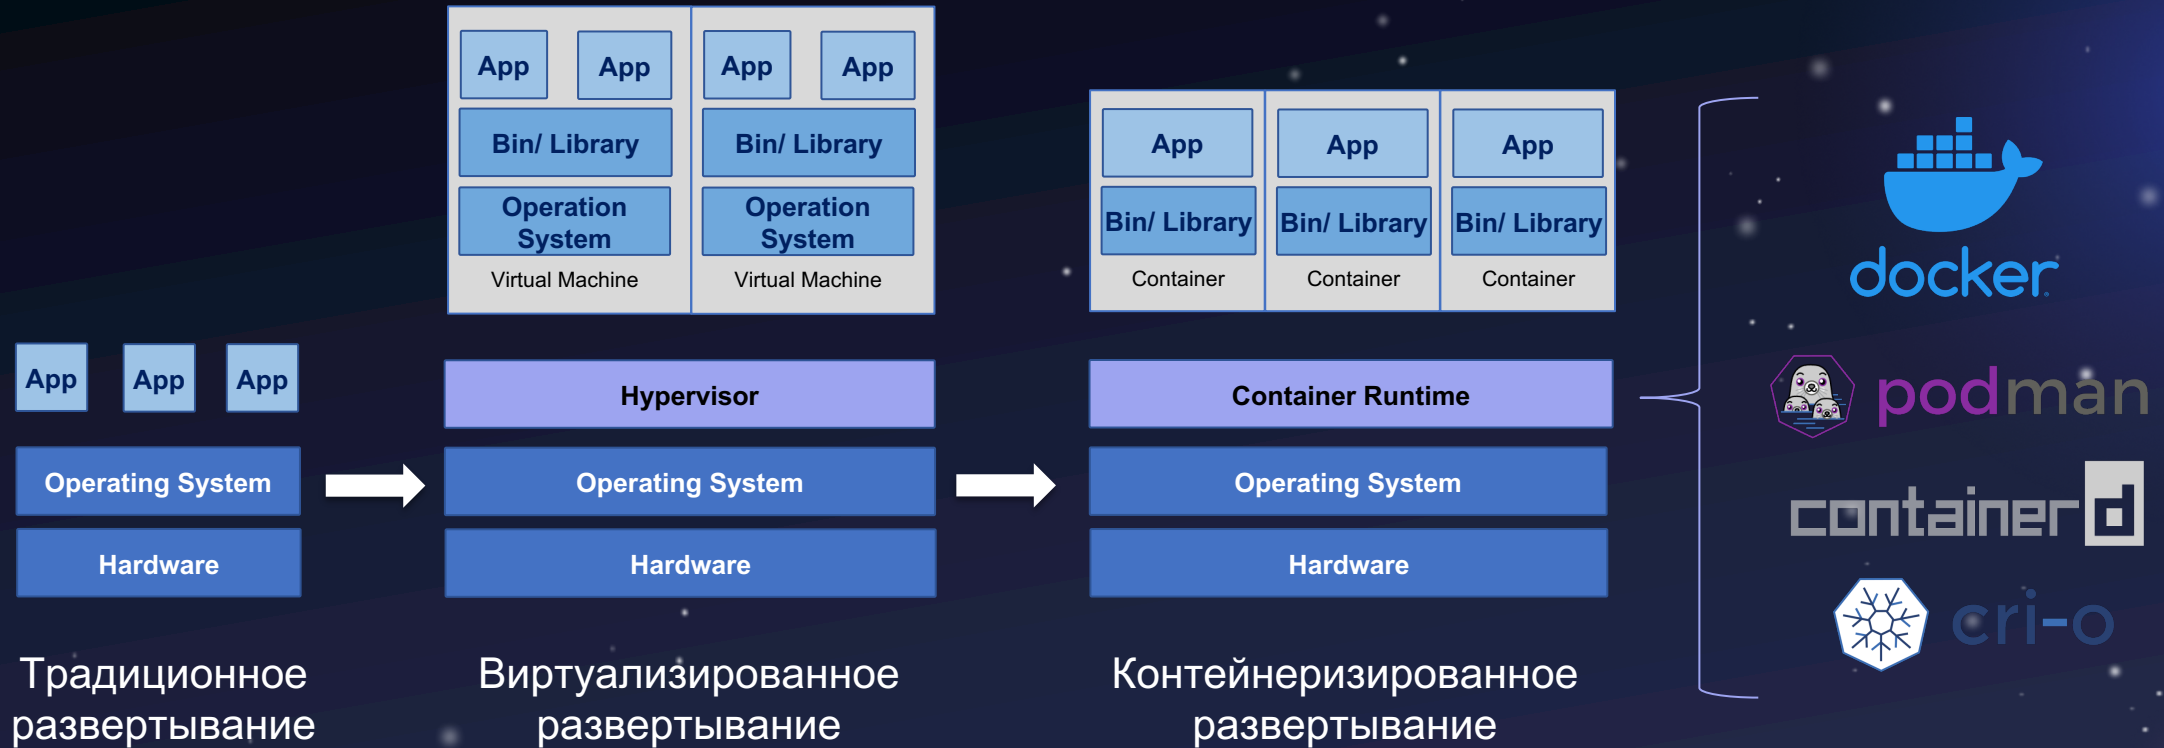 App App App
Operating System
Hardware
Традиционное
развертывание
App App App App
Bin/ Library Bin/ Library
Operation
System
Operation
System
Virtual Machine Virtual Machine
Hypervisor
Operating System
Hardware
Виртуализированное
развертывание
App App App
Bin/ Library Bin/ Library Bin/ Library
Container Container Container
Container Runtime
Operating System
Hardware
Контейнеризированное
развертывание
docker
podman
containerd
cri-o